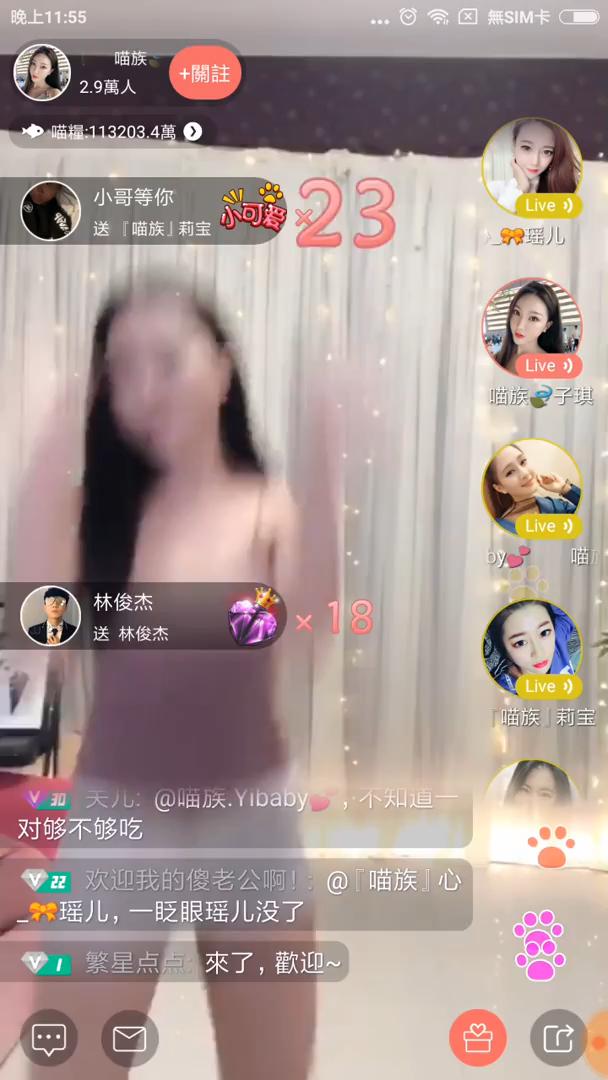 晚上11:55
無SIM卡
喵族
2.9萬人
+關註
喵糧:113203.4萬
小哥等你
送 『喵族』莉宝
小可爱
×23
Live
_🎀瑶儿
Live
喵族🍃子琪
Live
by💕 喵
林俊杰
送 林俊杰
× 18
Live
『喵族』莉宝
V 30 天儿: @喵族.Yibaby💕, 不知道一
对够不够吃
V 22 欢迎我的傻老公啊! : @『喵族』心
_🎀瑶儿, 一眨眼瑶儿没了
V 1 繁星点点: 來了, 歡迎~